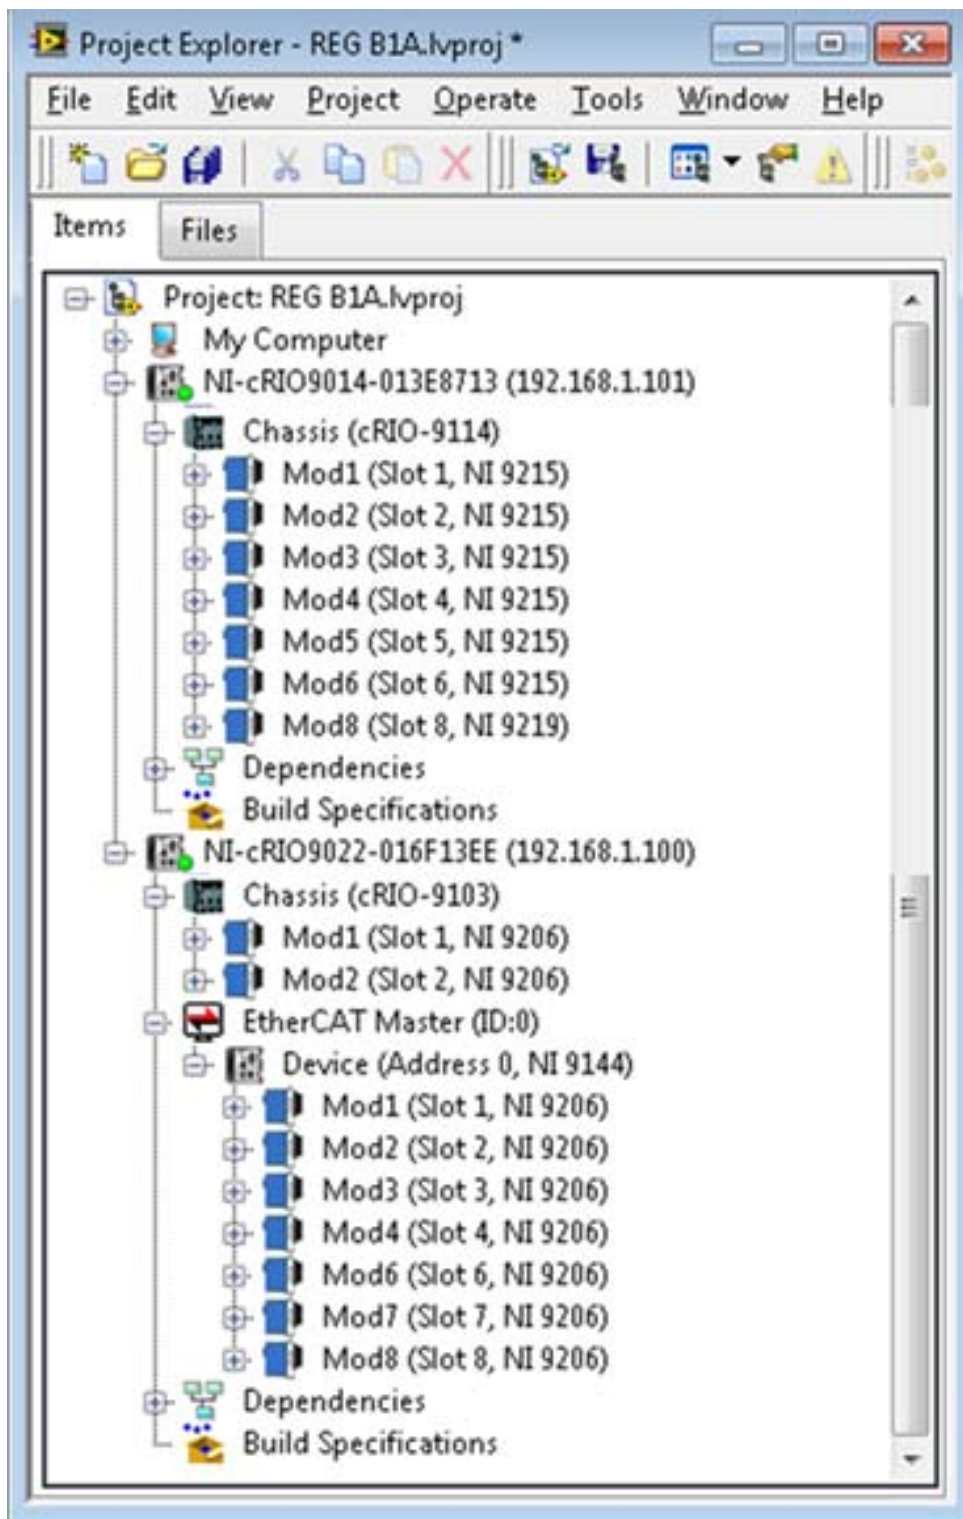 Project Explorer - REG B1A.lvproj *
File Edit View Project Operate Tools Window Help
Items Files
Project: REG B1A.lvproj
My Computer
NI-cRIO9014-013E8713 (192.168.1.101)
Chassis (cRIO-9114)
Mod1 (Slot 1, NI 9215)
Mod2 (Slot 2, NI 9215)
Mod3 (Slot 3, NI 9215)
Mod4 (Slot 4, NI 9215)
Mod5 (Slot 5, NI 9215)
Mod6 (Slot 6, NI 9215)
Mod8 (Slot 8, NI 9219)
Dependencies
Build Specifications
NI-cRIO9022-016F13EE (192.168.1.100)
Chassis (cRIO-9103)
Mod1 (Slot 1, NI 9206)
Mod2 (Slot 2, NI 9206)
EtherCAT Master (ID:0)
Device (Address 0, NI 9144)
Mod1 (Slot 1, NI 9206)
Mod2 (Slot 2, NI 9206)
Mod3 (Slot 3, NI 9206)
Mod4 (Slot 4, NI 9206)
Mod6 (Slot 6, NI 9206)
Mod7 (Slot 7, NI 9206)
Mod8 (Slot 8, NI 9206)
Dependencies
Build Specifications